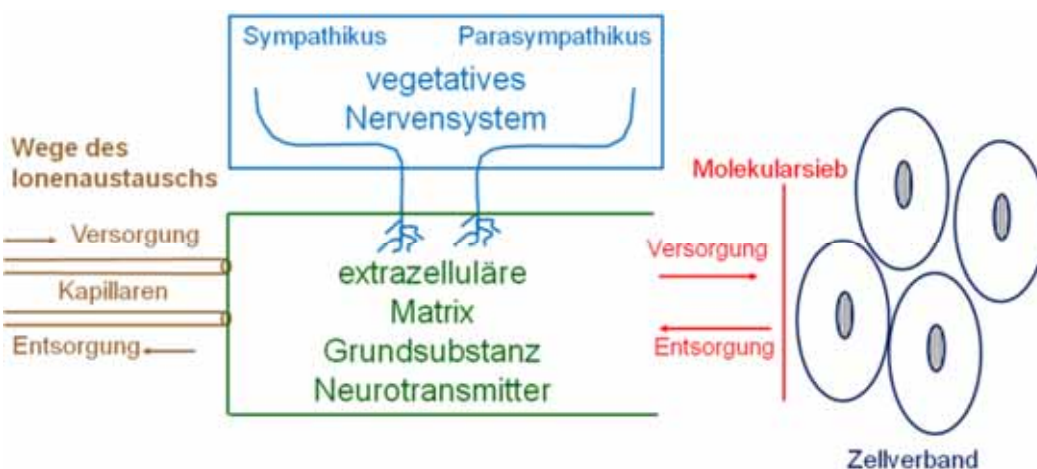 Sympathikus
Parasympathikus
vegetatives
Nervensystem
Wege des
Ionenaustauschs
Versorgung
Kapillaren
Entsorgung
extrazelluläre
Matrix
Grundsubstanz
Neurotransmitter
Molekularsieb
Versorgung
Entsorgung
Zellverband